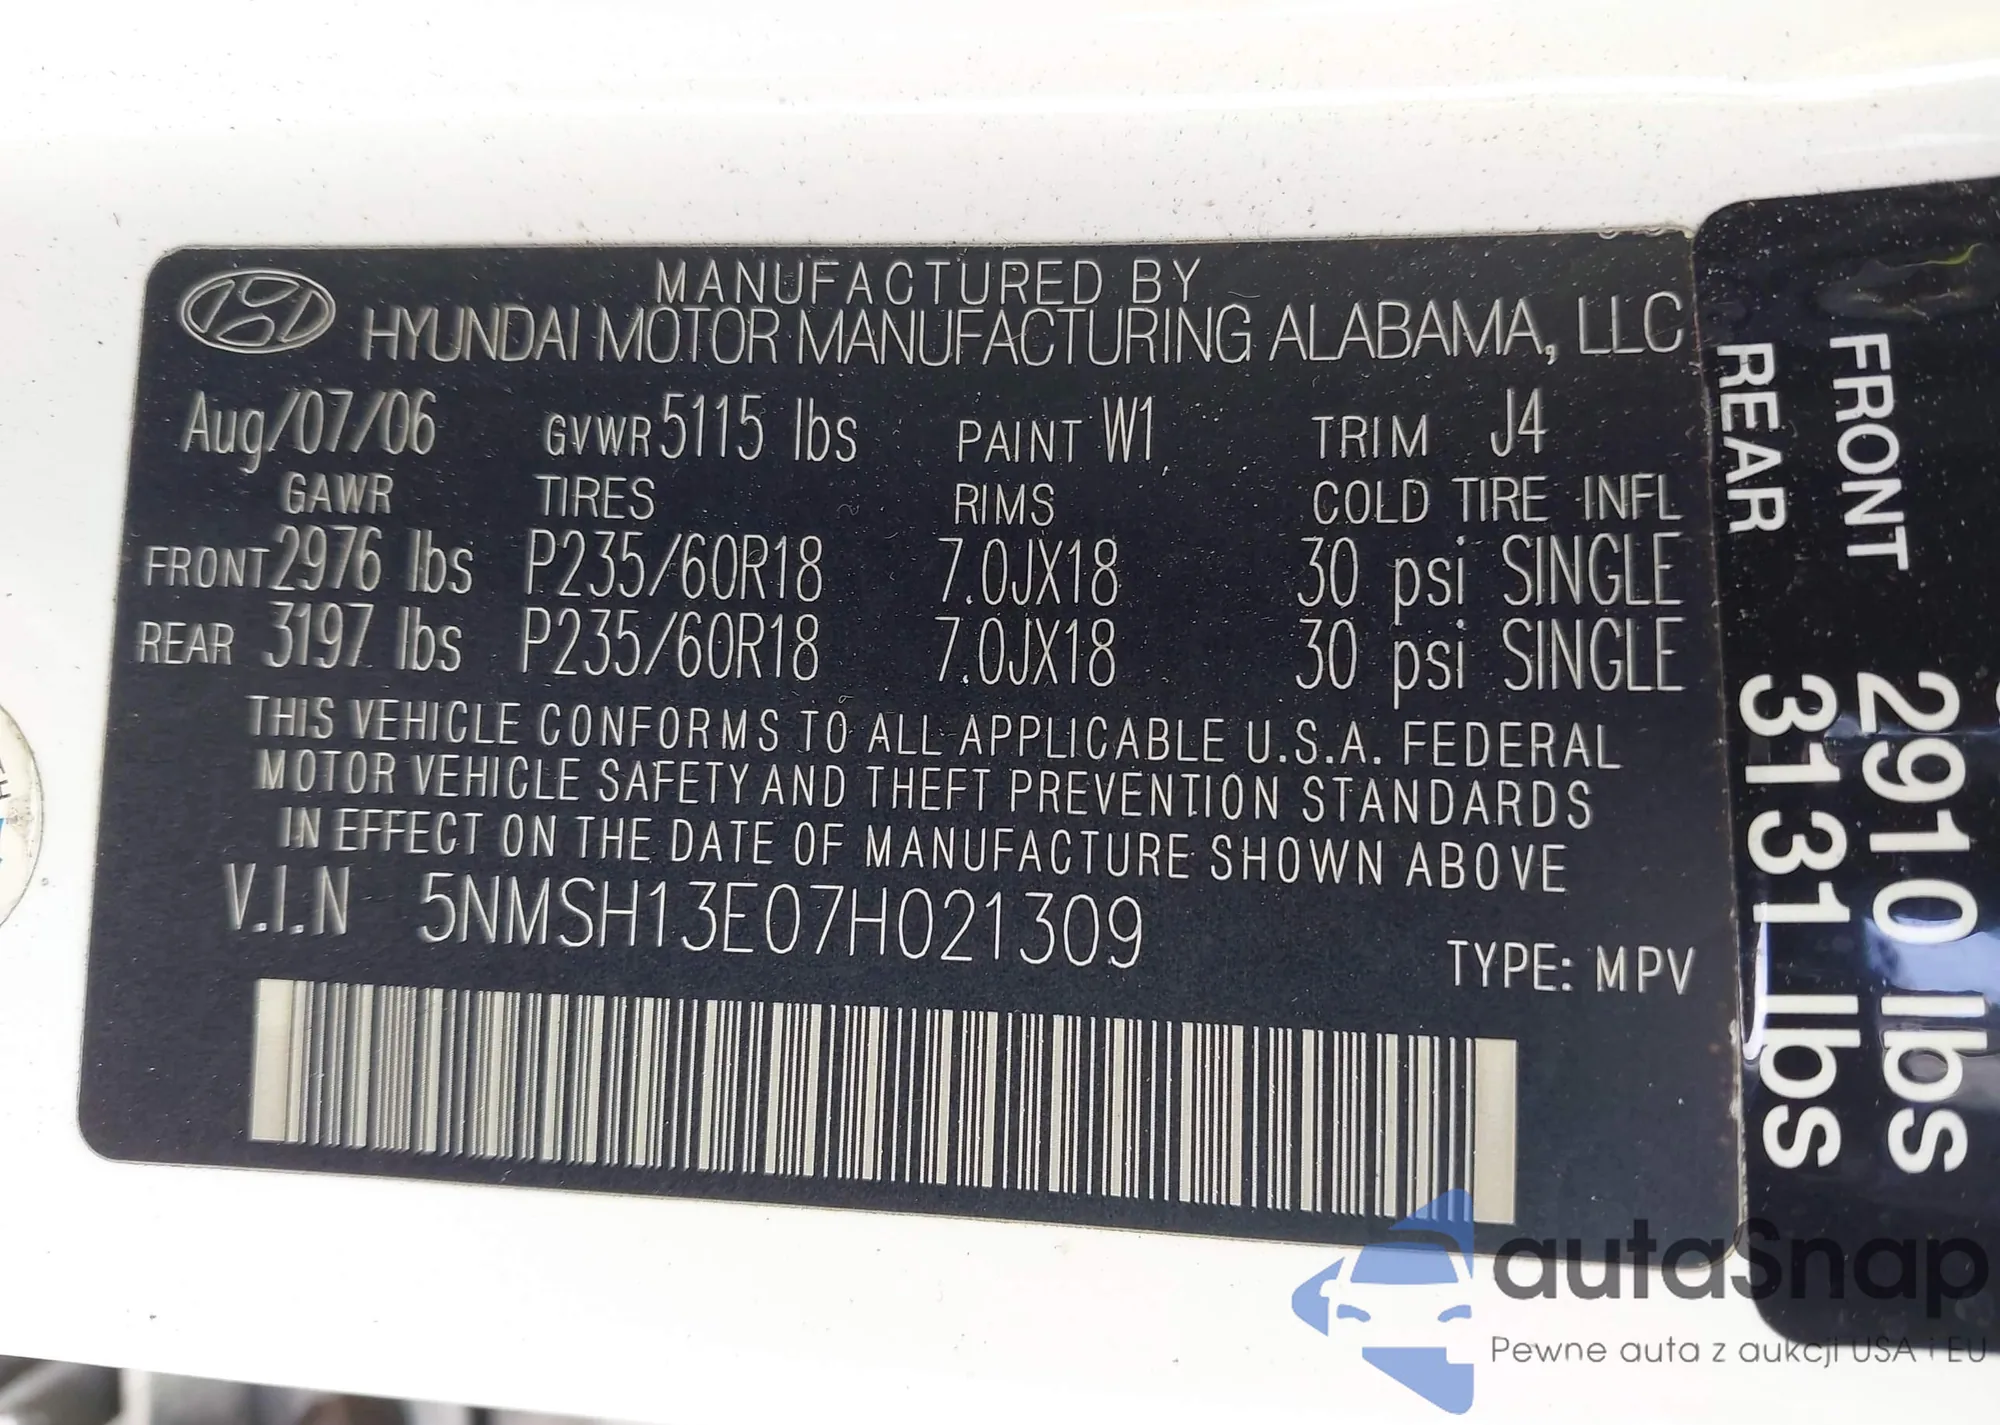 MANUFACTURED BY
HYUNDAI MOTOR MANUFACTURING ALABAMA, LLC
Aug/07/06 GVWR 5115 lbs PAINT W1 TRIM J4
GAWR TIRES RIMS COLD TIRE INFL
FRONT 2976 lbs P235/60R18 7.0JX18 30 psi SINGLE
REAR 3197 lbs P235/60R18 7.0JX18 30 psi SINGLE
THIS VEHICLE CONFORMS TO ALL APPLICABLE U.S.A. FEDERAL
MOTOR VEHICLE SAFETY AND THEFT PREVENTION STANDARDS
IN EFFECT ON THE DATE OF MANUFACTURE SHOWN ABOVE
V.I.N 5NMSH13E07H021309
TYPE: MPV
FRONT 2910 lbs
REAR 3131 lbs
autaSnap
Pewne auta z aukcji USA i EU